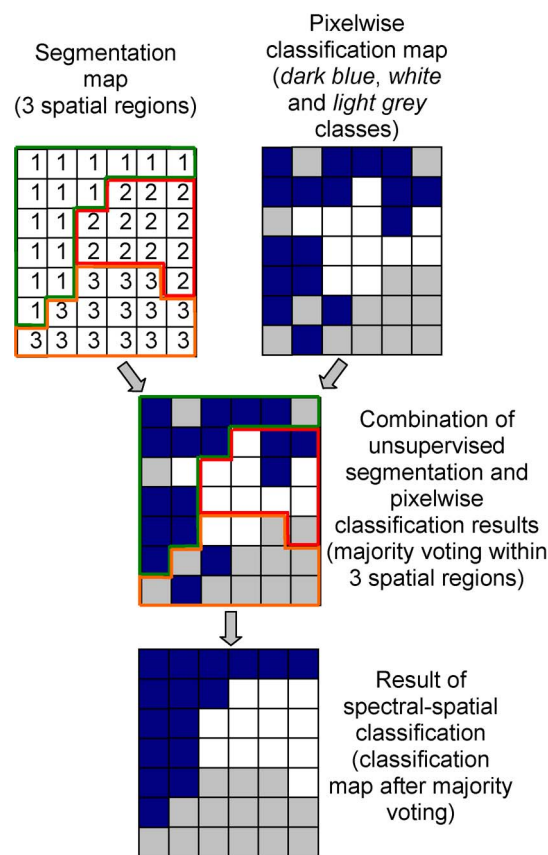 Segmentation
map
(3 spatial regions)
Pixelwise
classification map
(dark blue, white
and light grey
classes)
1 1 1 1 1 1
1 1 1 2 2 2
1 1 2 2 2 2
1 1 2 2 2 2
1 1 3 3 3 2
1 3 3 3 3 3
3 3 3 3 3 3
Combination of
unsupervised
segmentation and
pixelwise
classification results
(majority voting within
3 spatial regions)
Result of
spectral-spatial
classification
(classification
map after majority
voting)